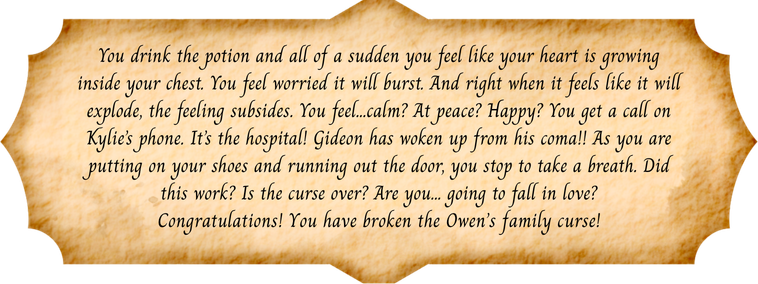 You drink the potion and all of a sudden you feel like your heart is growing
inside your chest. You feel worried it will burst. And right when it feels like it will
explode, the feeling subsides. You feel...calm? At peace? Happy? You get a call on
Kylie's phone. It's the hospital! Gideon has woken up from his coma!! As you are
putting on your shoes and running out the door, you stop to take a breath. Did
this work? Is the curse over? Are you... going to fall in love?
Congratulations! You have broken the Owen's family curse!